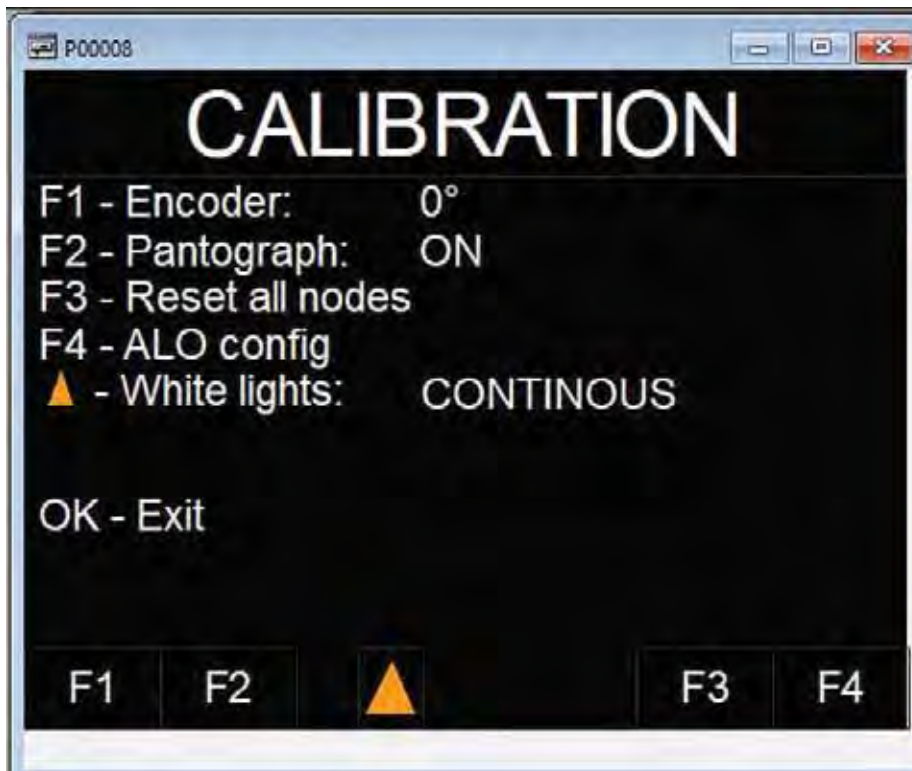 P00008
CALIBRATION
F1 - Encoder: 0°
F2 - Pantograph: ON
F3 - Reset all nodes
F4 - ALO config
▲ - White lights: CONTINOUS
OK - Exit
F1 F2 ▲ F3 F4